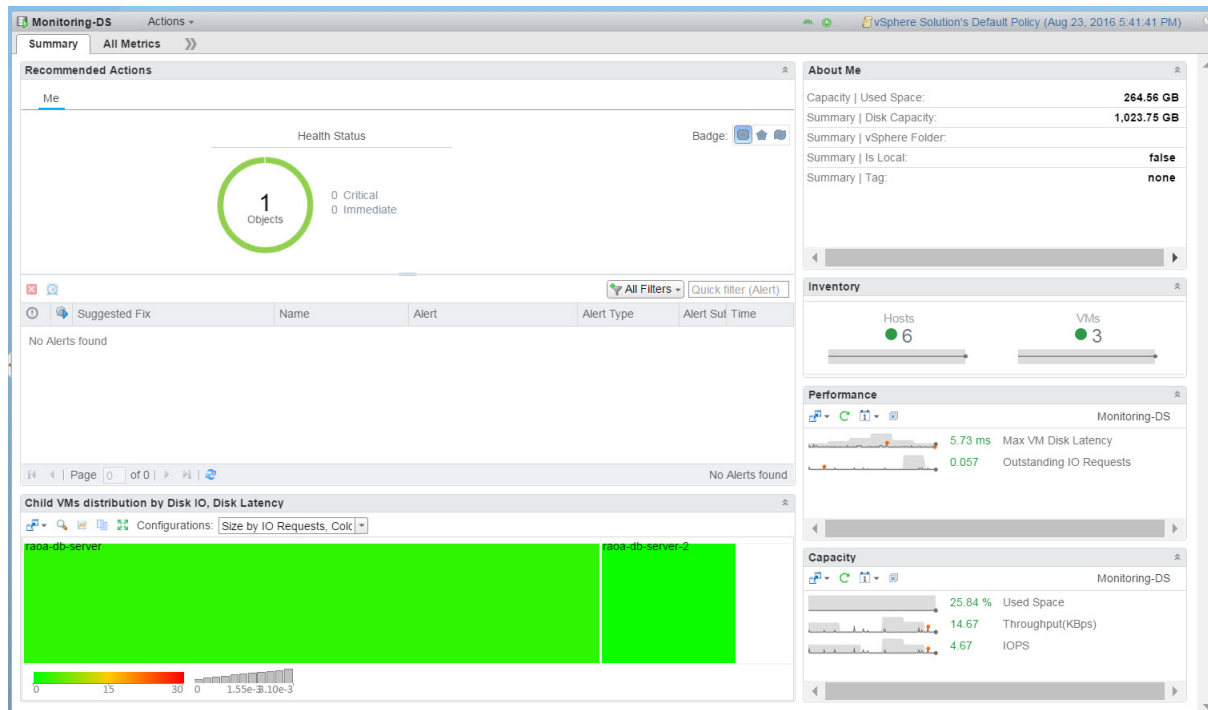 Monitoring-DS Actions
vSphere Solution's Default Policy (Aug 23, 2016 5:41:41 PM)
Summary All Metrics
Recommended Actions
Me
Health Status
Badge:
1
Objects
0 Critical
0 Immediate
All Filters Quick filter (Alert)
Suggested Fix Name Alert Alert Type Alert Sul Time
No Alerts found
Page 0 of 0 No Alerts found
Child VMs distribution by Disk IO, Disk Latency
Configurations: Size by IO Requests, Colc
raoa-db-server raoa-db-server-2
0 15 30 0 1.55e-3 3.10e-3
About Me
Capacity | Used Space: 264.56 GB
Summary | Disk Capacity: 1,023.75 GB
Summary | vSphere Folder:
Summary | Is Local: false
Summary | Tag: none
Inventory
Hosts VMs
6 3
Performance
1 Monitoring-DS
5.73 ms Max VM Disk Latency
0.057 Outstanding IO Requests
Capacity
1 Monitoring-DS
25.84 % Used Space
14.67 Throughput(KBps)
4.67 IOPS